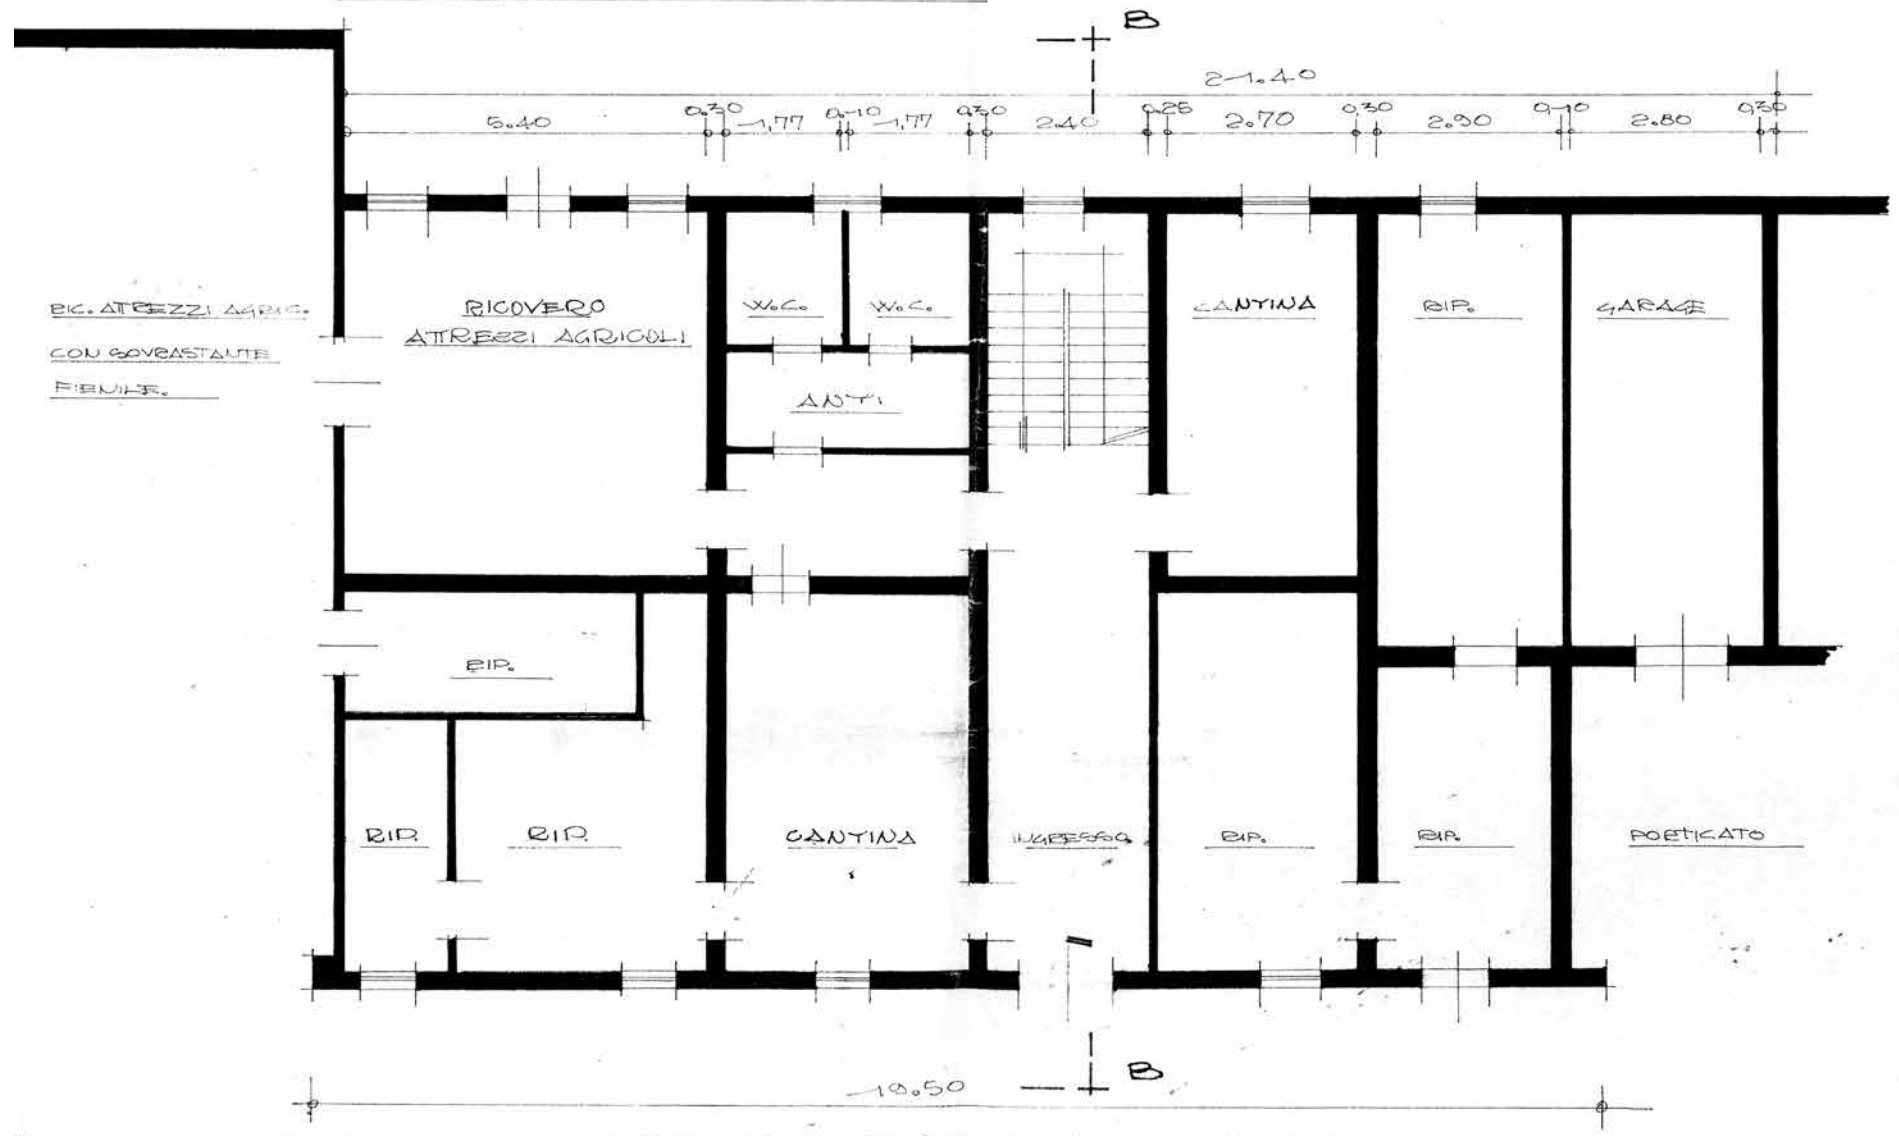 B
21.40
5.40
0.30
1,77
0.10
1,77
0.30
2.40
0.25
2.70
0.30
2.90
0.10
2.80
0.30
RIC. ATREZZI AGRIC.
CON SOVRASTANTE
FIENILE.
RICOVERO
ATTREZZI AGRICOLI
W.C.
W.C.
ANTI
CANTINA
RIP.
GARAGE
RIP.
RIP.
RIP.
CANTINA
INGRESSO
RIP.
RIP.
PORTICATO
B
19.50